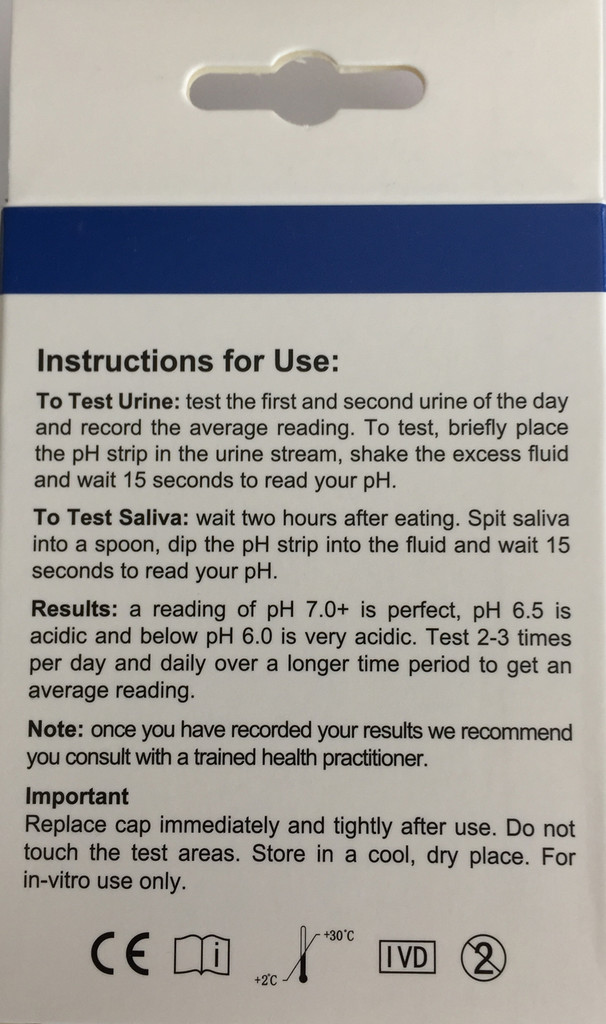 Instructions for Use:
To Test Urine: test the first and second urine of the day
and record the average reading. To test, briefly place
the pH strip in the urine stream, shake the excess fluid
and wait 15 seconds to read your pH.
To Test Saliva: wait two hours after eating. Spit saliva
into a spoon, dip the pH strip into the fluid and wait 15
seconds to read your pH.
Results: a reading of pH 7.0+ is perfect, pH 6.5 is
acidic and below pH 6.0 is very acidic. Test 2-3 times
per day and daily over a longer time period to get an
average reading.
Note: once you have recorded your results we recommend
you consult with a trained health practitioner.
Important
Replace cap immediately and tightly after use. Do not
touch the test areas. Store in a cool, dry place. For
in-vitro use only.
CE i +2°C +30°C IVD 2